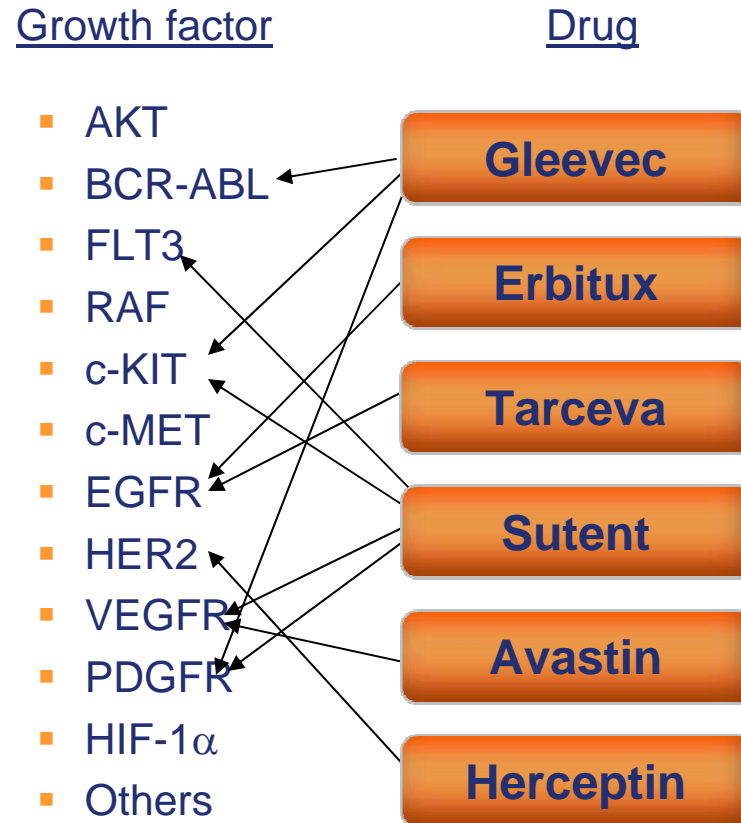 Growth factor
Drug
▪ AKT
▪ BCR-ABL
▪ FLT3
▪ RAF
▪ c-KIT
▪ c-MET
▪ EGFR
▪ HER2
▪ VEGFR
▪ PDGFR
▪ HIF-1α
▪ Others
Gleevec
Erbitux
Tarceva
Sutent
Avastin
Herceptin